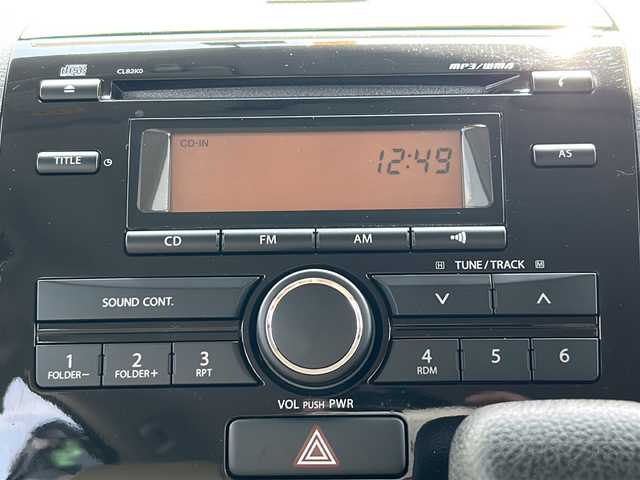 CL82K0
MP3/WMA
CD-IN
12:49
TITLE
AS
CD
FM
AM
H TUNE/TRACK M
SOUND CONT.
1
FOLDER−
2
FOLDER+
3
RPT
4
RDM
5
6
VOL PUSH PWR